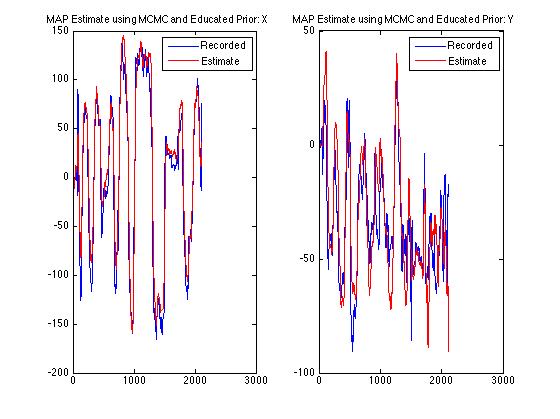 MAP Estimate using MCMC and Educated Prior: X
150
100
50
0
-50
-100
-150
-200
0 1000 2000 3000
Recorded
Estimate
MAP Estimate using MCMC and Educated Prior: Y
50
0
-50
-100
0 1000 2000 3000
Recorded
Estimate